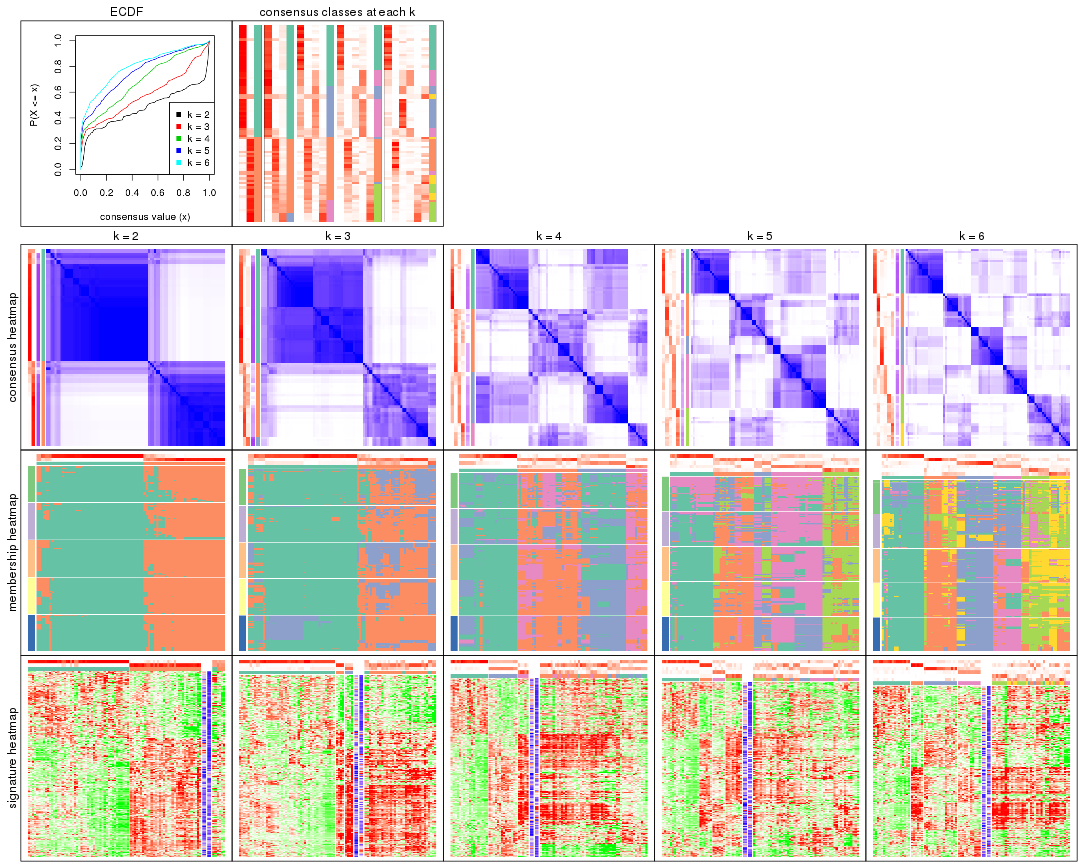 ECDF
consensus classes at each k
P(X <= x)
0.0 0.2 0.4 0.6 0.8 1.0
k = 2
k = 3
k = 4
k = 5
k = 6
0.0 0.2 0.4 0.6 0.8 1.0
consensus value (x)
k = 2
k = 3
k = 4
k = 5
k = 6
consensus heatmap
membership heatmap
signature heatmap